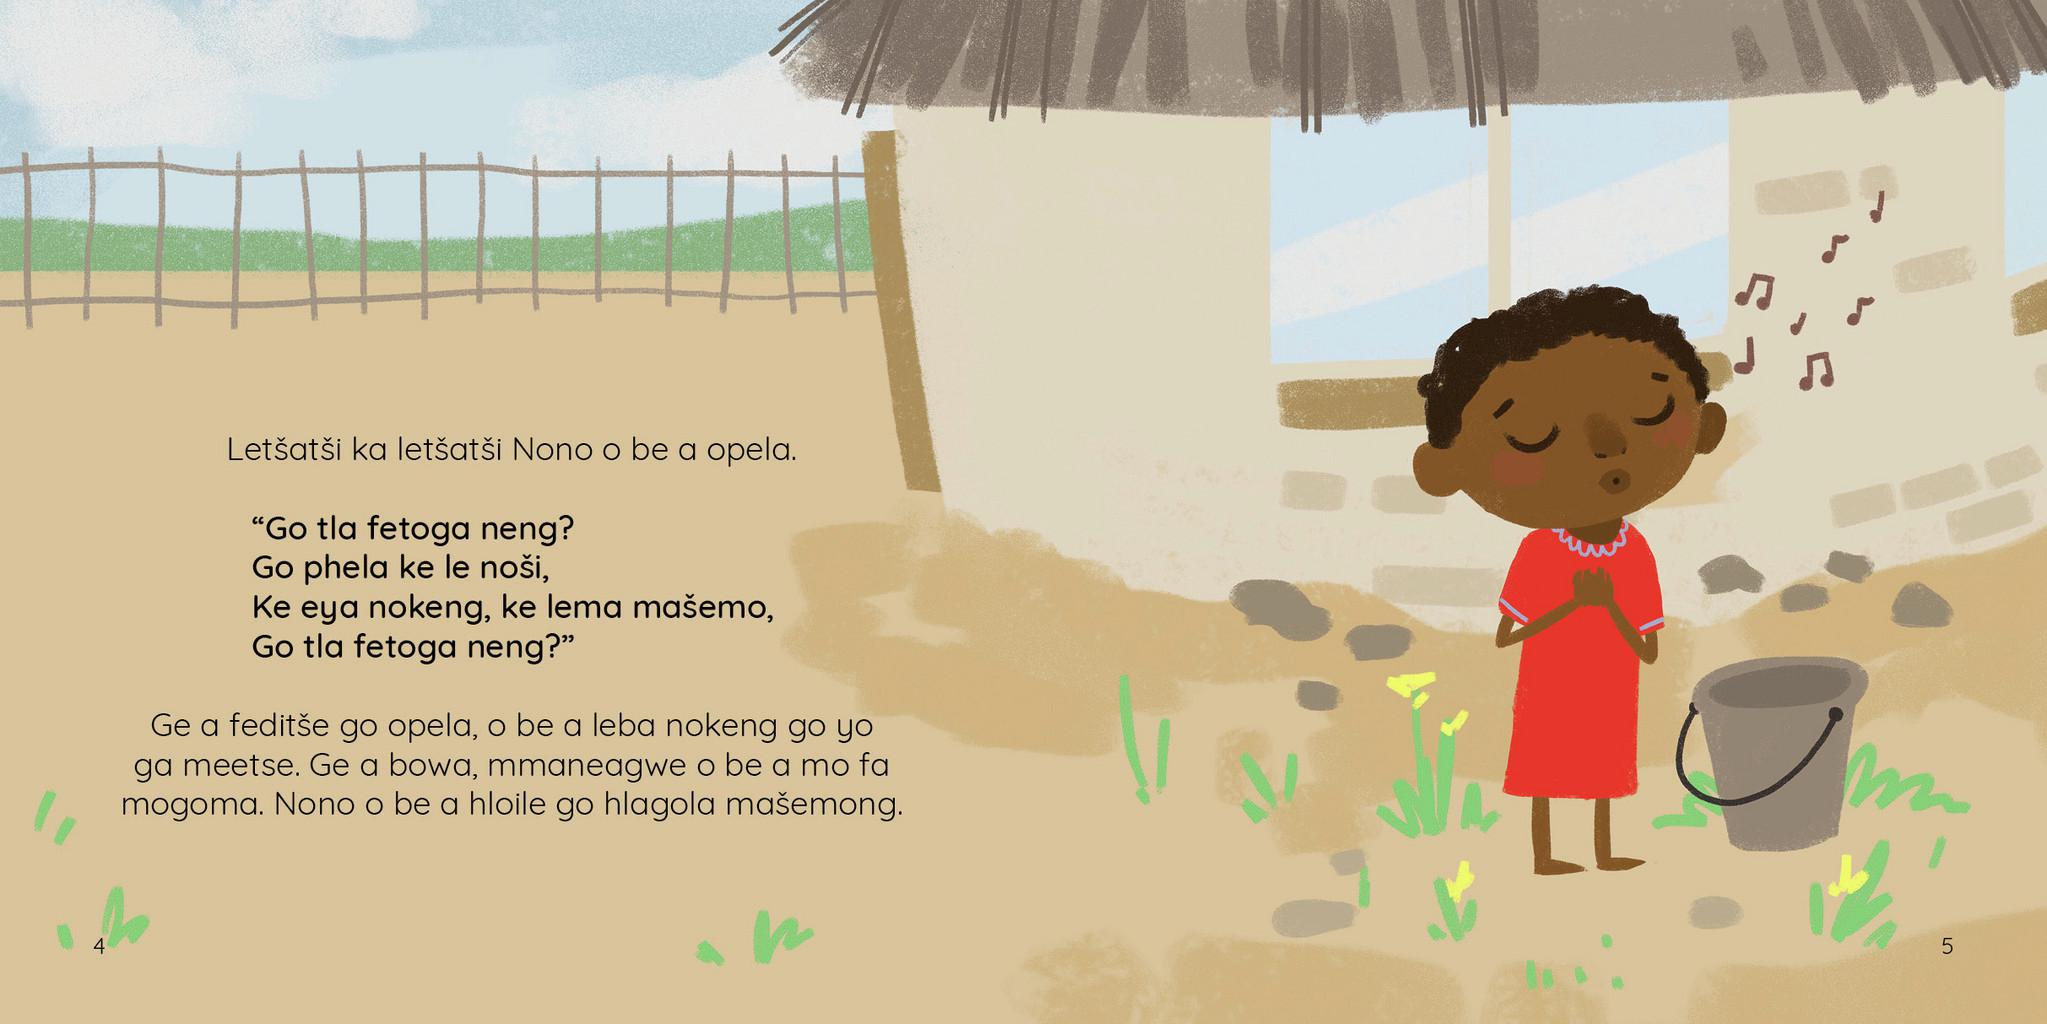 Letšatši ka letšatši Nono o be a opela.
“Go tla fetoga neng?
Go phela ke le noši,
Ke eya nokeng, ke lema mašemo,
Go tla fetoga neng?”
Ge a feditše go opela, o be a leba nokeng go yo
ga meetse. Ge a bowa, mmaneagwe o be a mo fa
mogoma. Nono o be a hloile go hlagola mašemong.
4
5